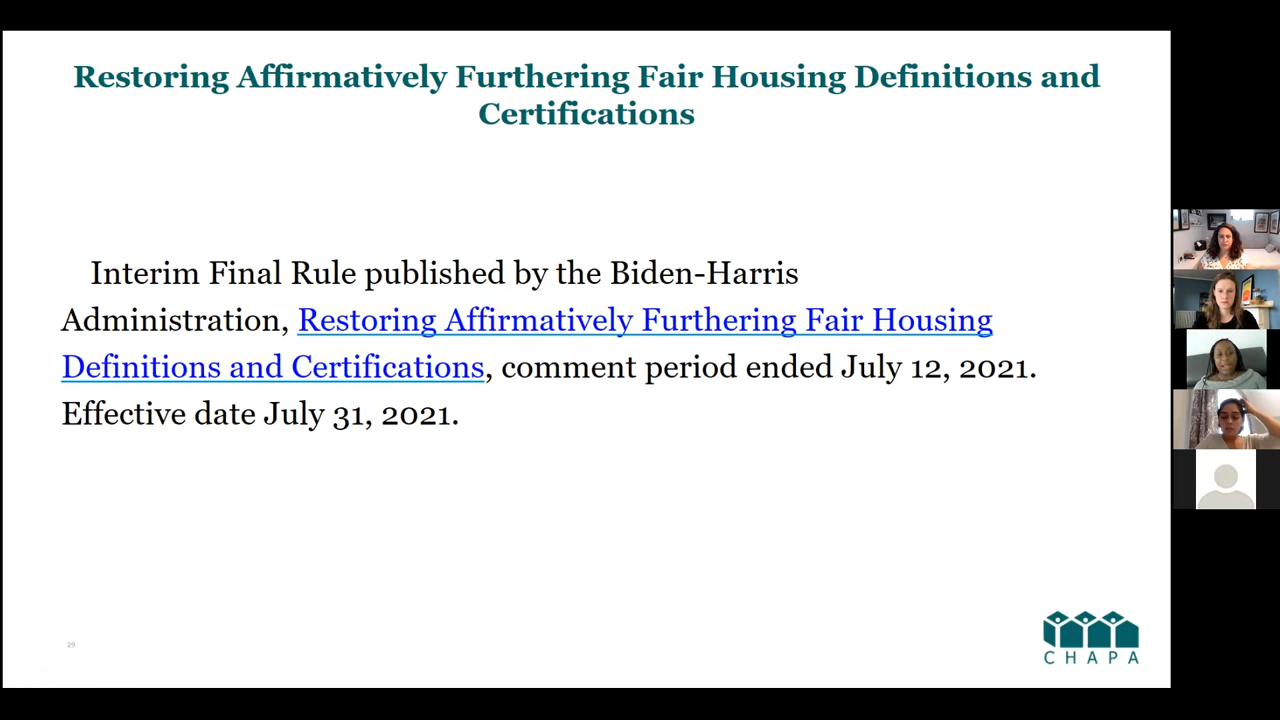 Restoring Affirmatively Furthering Fair Housing Definitions and
Certifications
Interim Final Rule published by the Biden-Harris
Administration, Restoring Affirmatively Furthering Fair Housing
Definitions and Certifications, comment period ended July 12, 2021.
Effective date July 31, 2021.
29
CHAPA